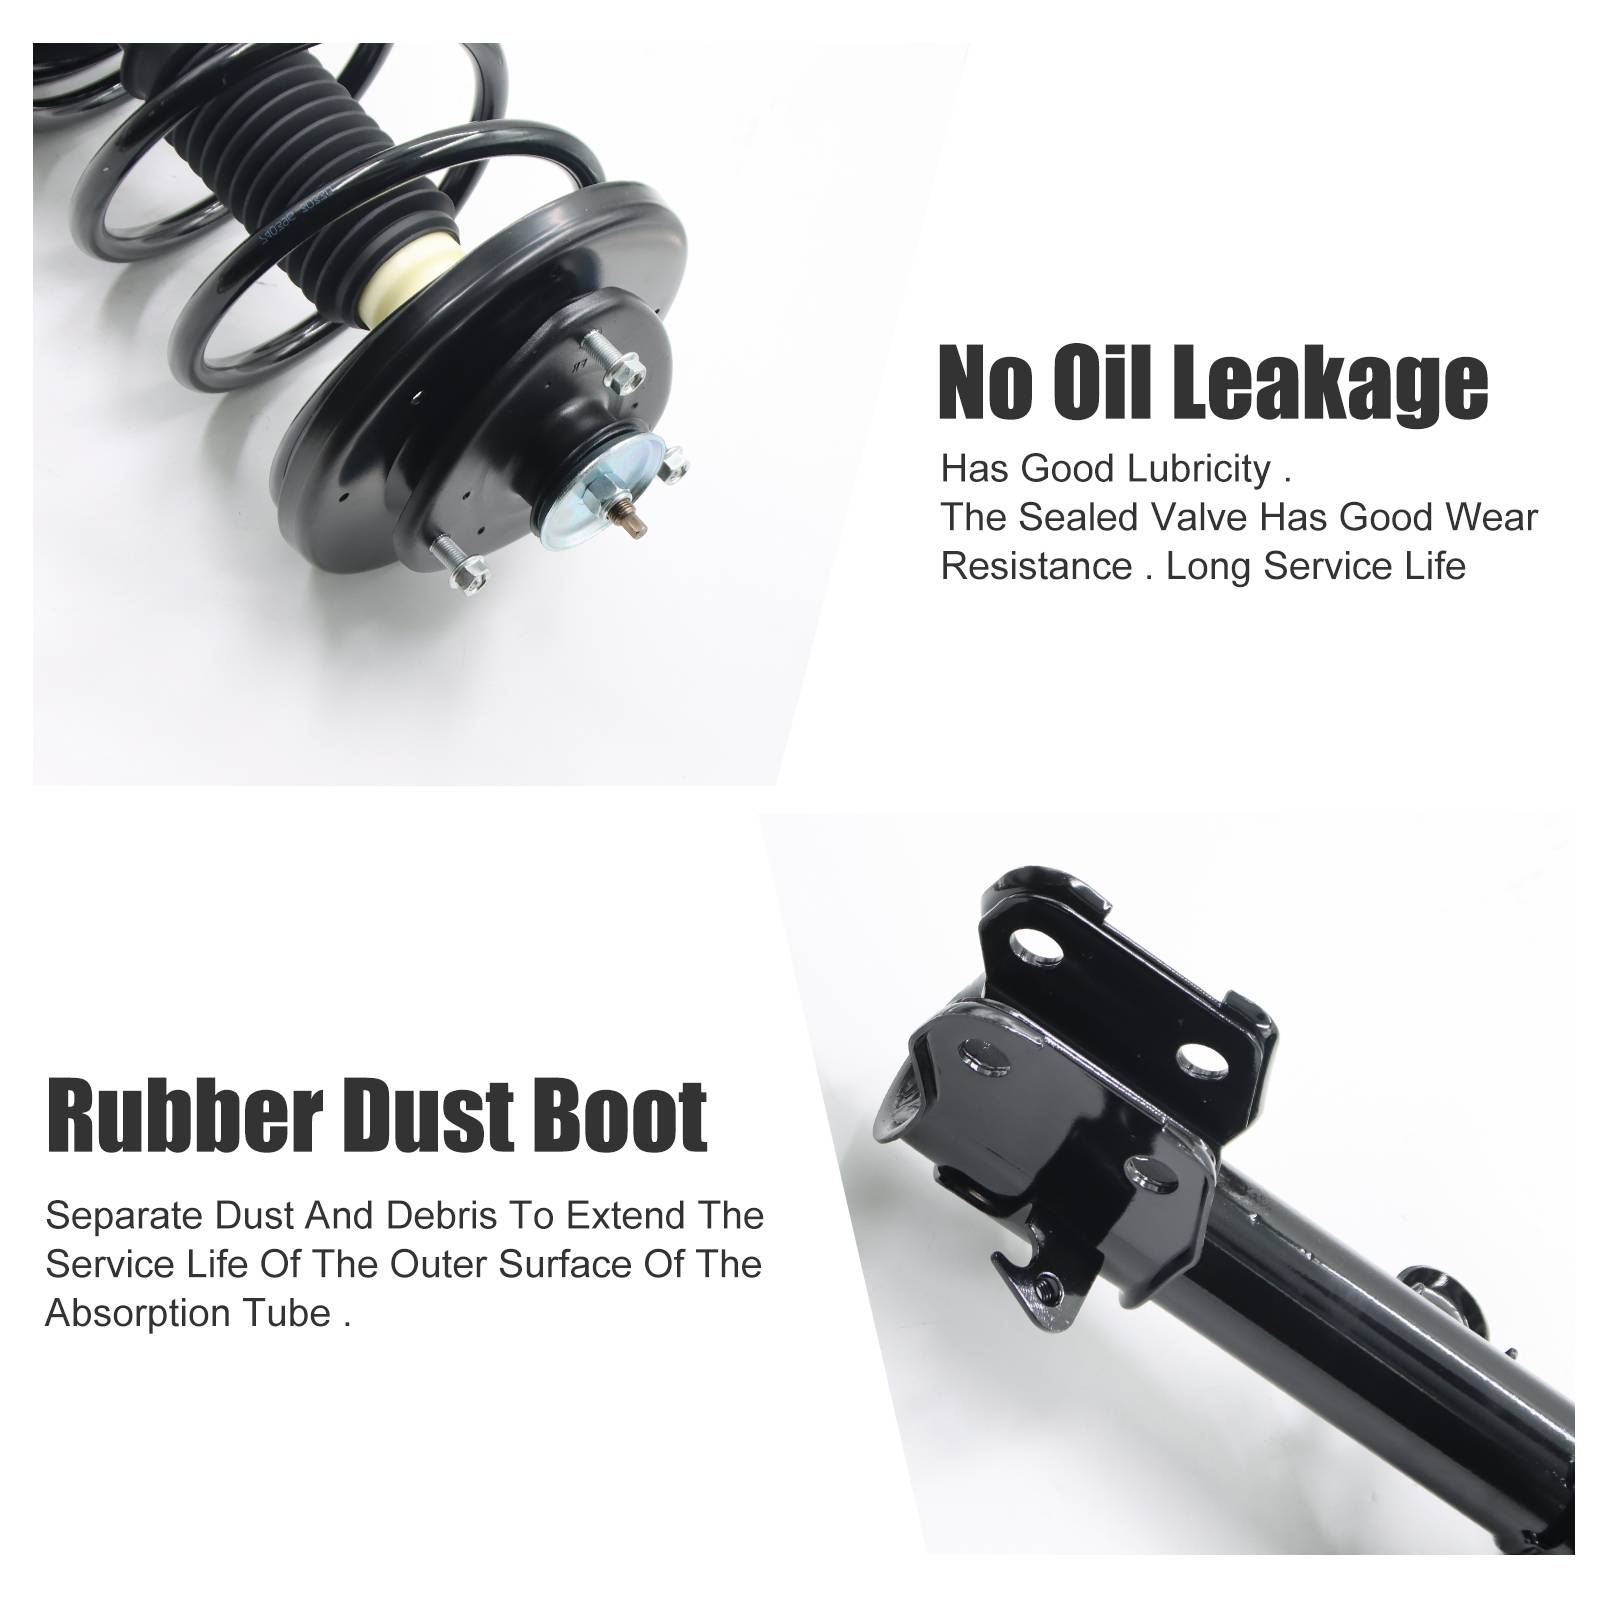 No Oil Leakage
Has Good Lubricity .
The Sealed Valve Has Good Wear
Resistance . Long Service Life
Rubber Dust Boot
Separate Dust And Debris To Extend The
Service Life Of The Outer Surface Of The
Absorption Tube .